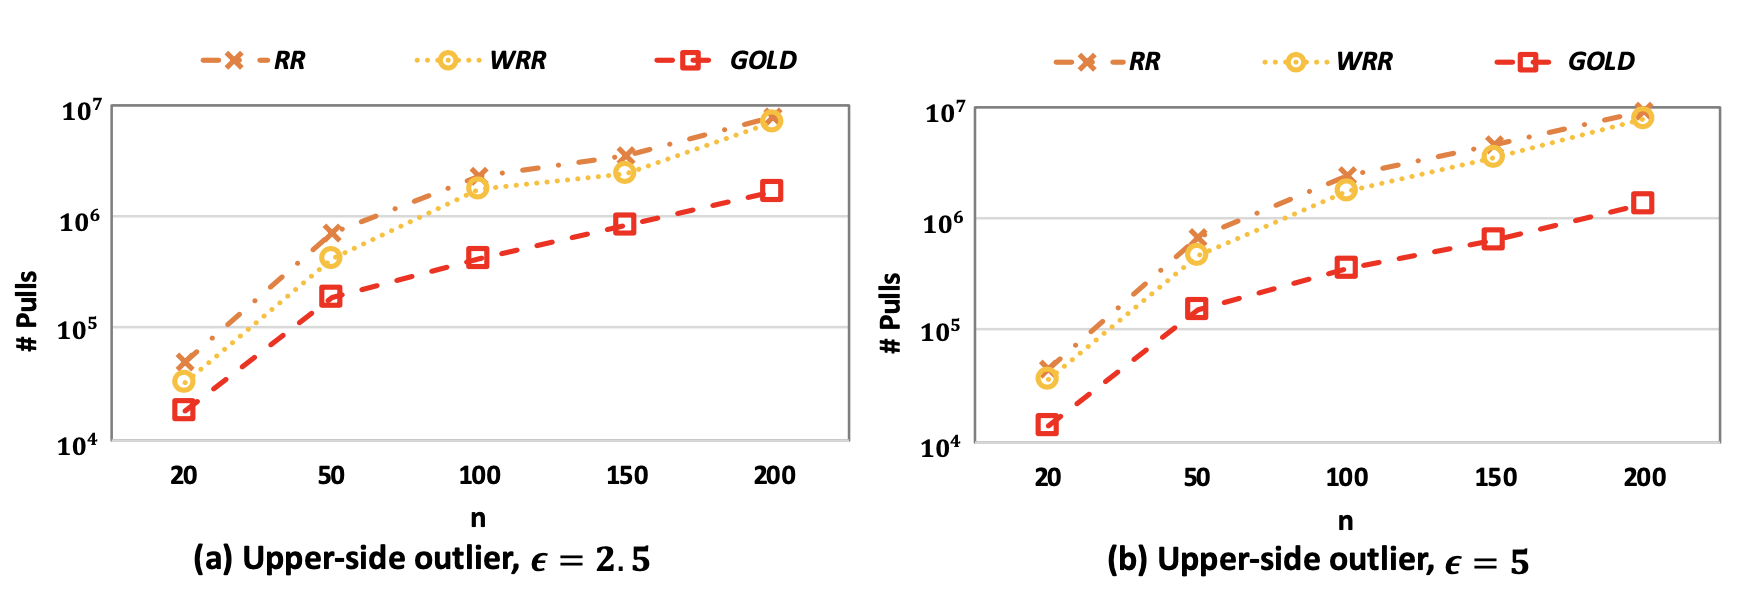 RR WRR GOLD
10⁷
10⁶
10⁵
10⁴
# Pulls
20 50 100 150 200
n
(a) Upper-side outlier, ϵ = 2.5
RR WRR GOLD
10⁷
10⁶
10⁵
10⁴
# Pulls
20 50 100 150 200
n
(b) Upper-side outlier, ϵ = 5